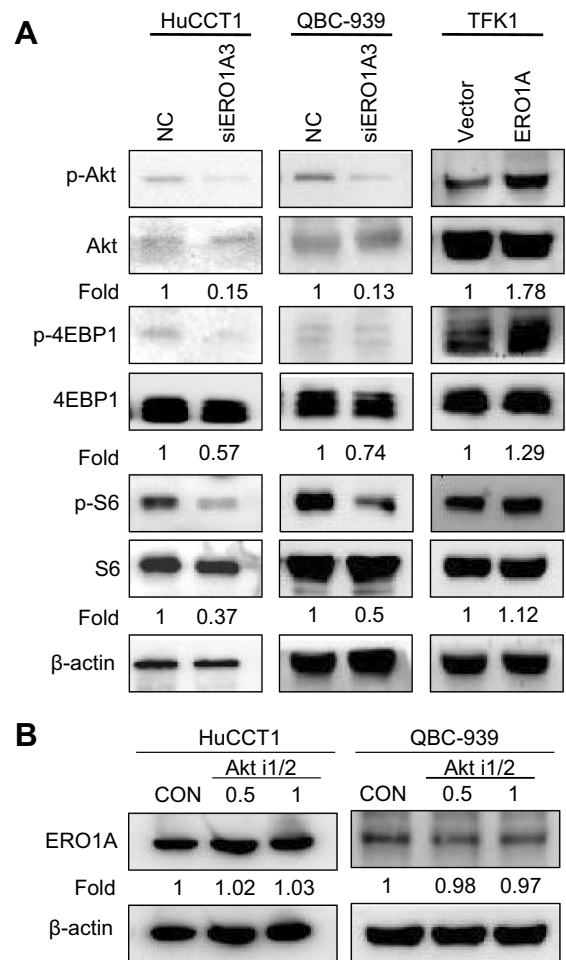 A
HuCCT1 QBC-939 TFK1
NC siERO1A3 NC siERO1A3 Vector ERO1A
p-Akt
Akt
Fold 1 0.15 1 0.13 1 1.78
p-4EBP1
4EBP1
Fold 1 0.57 1 0.74 1 1.29
p-S6
S6
Fold 1 0.37 1 0.5 1 1.12
β-actin
B
HuCCT1 QBC-939
Akt i1/2 Akt i1/2
CON 0.5 1 CON 0.5 1
ERO1A
Fold 1 1.02 1.03 1 0.98 0.97
β-actin